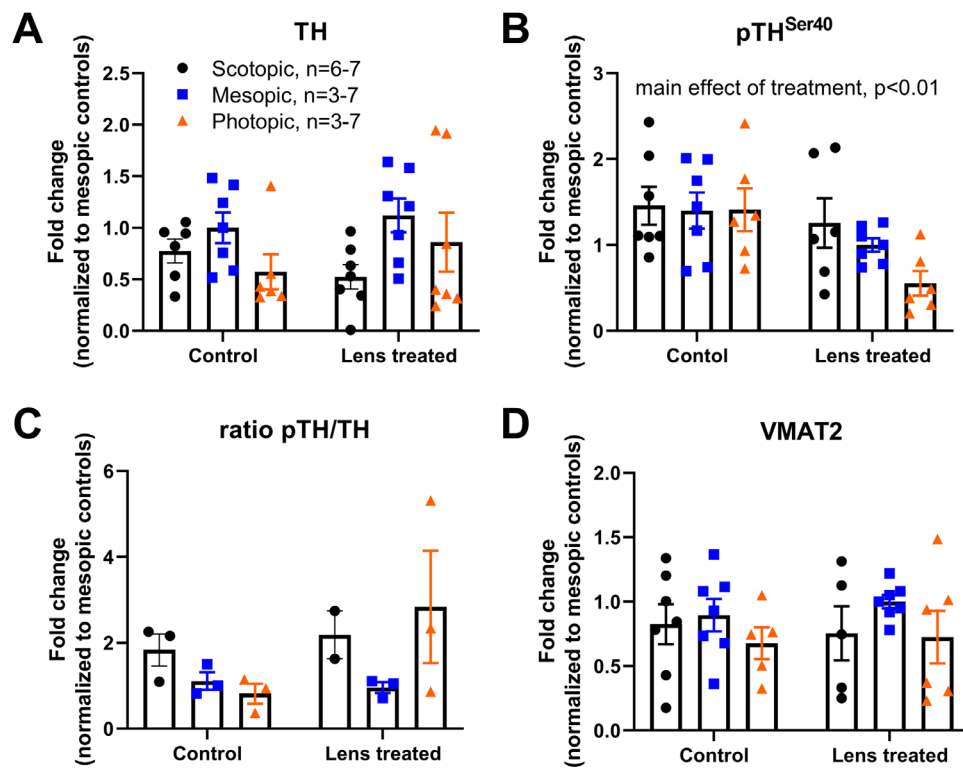 A
TH
Fold change
(normalized to mesopic controls)
2.5
2.0
1.5
1.0
0.5
0.0
Scotopic, n=6-7
Mesopic, n=3-7
Photopic, n=3-7
Control
Lens treated
B
pTH^Ser40
Fold change
(normalized to mesopic controls)
3
2
1
0
main effect of treatment, p<0.01
Contol
Lens treated
C
ratio pTH/TH
Fold change
(normalized to mesopic controls)
6
4
2
0
Control
Lens treated
D
VMAT2
Fold change
(normalized to mesopic controls)
2.0
1.5
1.0
0.5
0.0
Control
Lens treated